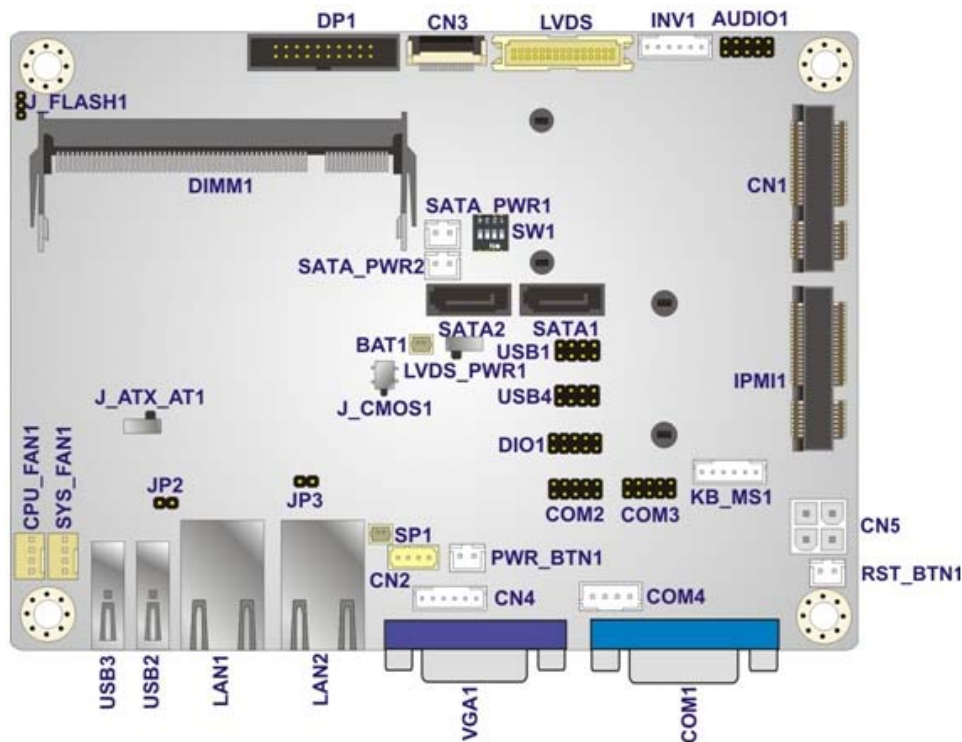 DP1
CN3
LVDS
INV1
AUDIO1
J_FLASH1
DIMM1
CN1
SATA_PWR1
SW1
SATA_PWR2
SATA2
SATA1
BAT1
USB1
LVDS_PWR1
IPMI1
J_CMOS1
USB4
J_ATX_AT1
DIO1
CPU_FAN1
SYS_FAN1
JP2
JP3
KB_MS1
COM2
COM3
CN5
SP1
PWR_BTN1
RST_BTN1
CN2
CN4
COM4
USB3
USB2
LAN1
LAN2
VGA1
COM1